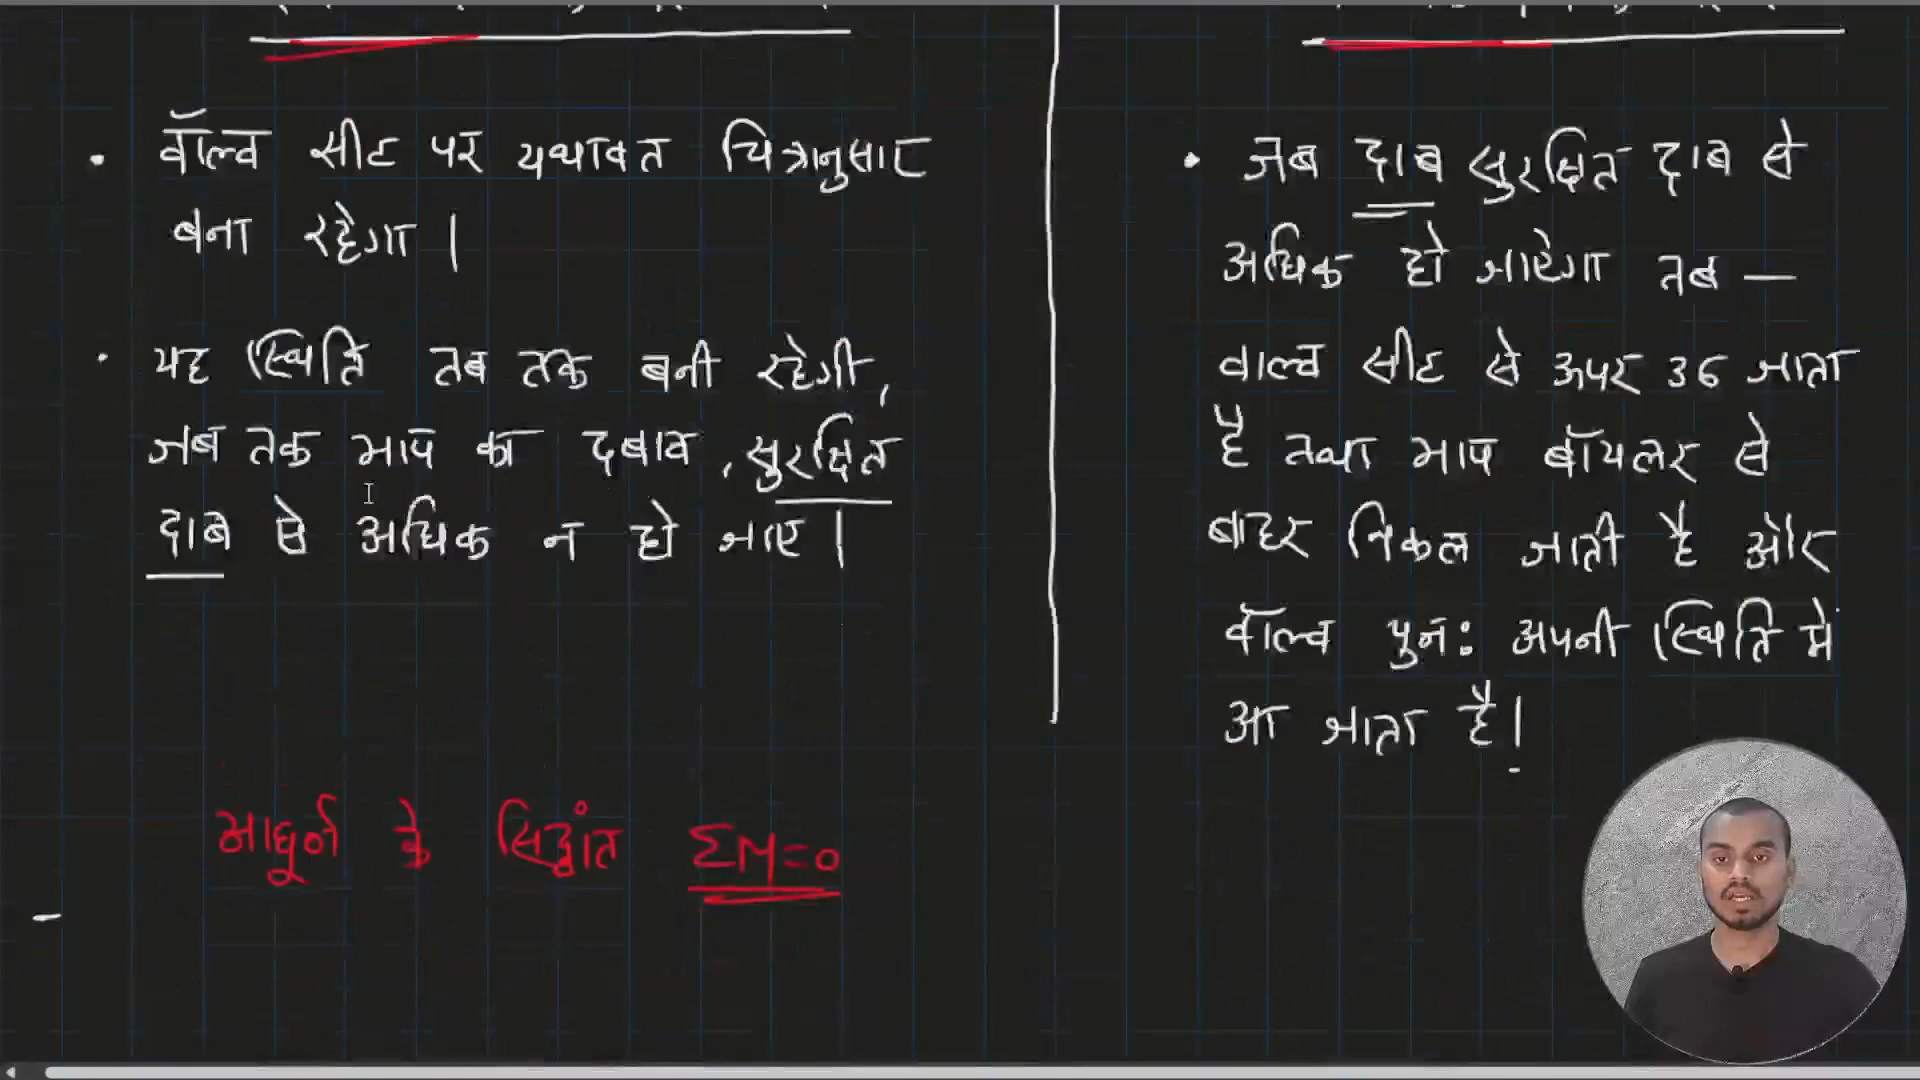 वॉल्व सीट पर यथावत चित्रानुसार
बना रहेगा |
यह स्थिति तब तक बनी रहेगी,
जब तक भाप का दबाव, सुरक्षित
दाब से अधिक न हो जाए |
आघुर्ण के सिद्धांत ΣM=0
जब दाब सुरक्षित दाब से
अधिक हो जाऐगा तब —
वाल्व सीट से ऊपर उठ जाता
है तथा भाप बॉयलर से
बाहर निकल जाती है और
वॉल्व पुनः अपनी स्थिति मे
आ जाता है |